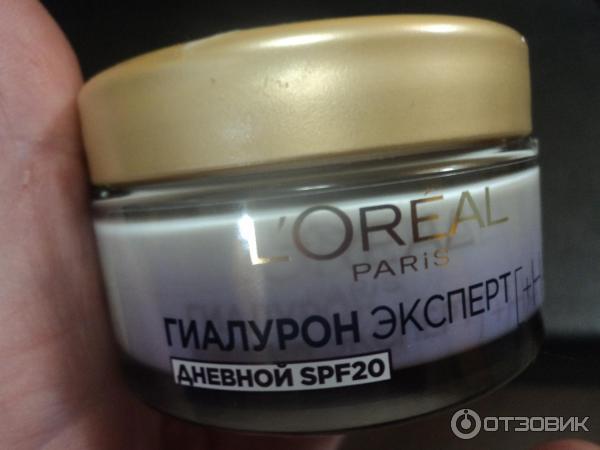 L'ORÉAL
PARIS
ГИАЛУРОН ЭКСПЕРТ
ДНЕВНОЙ SPF20
ОТЗОВИК